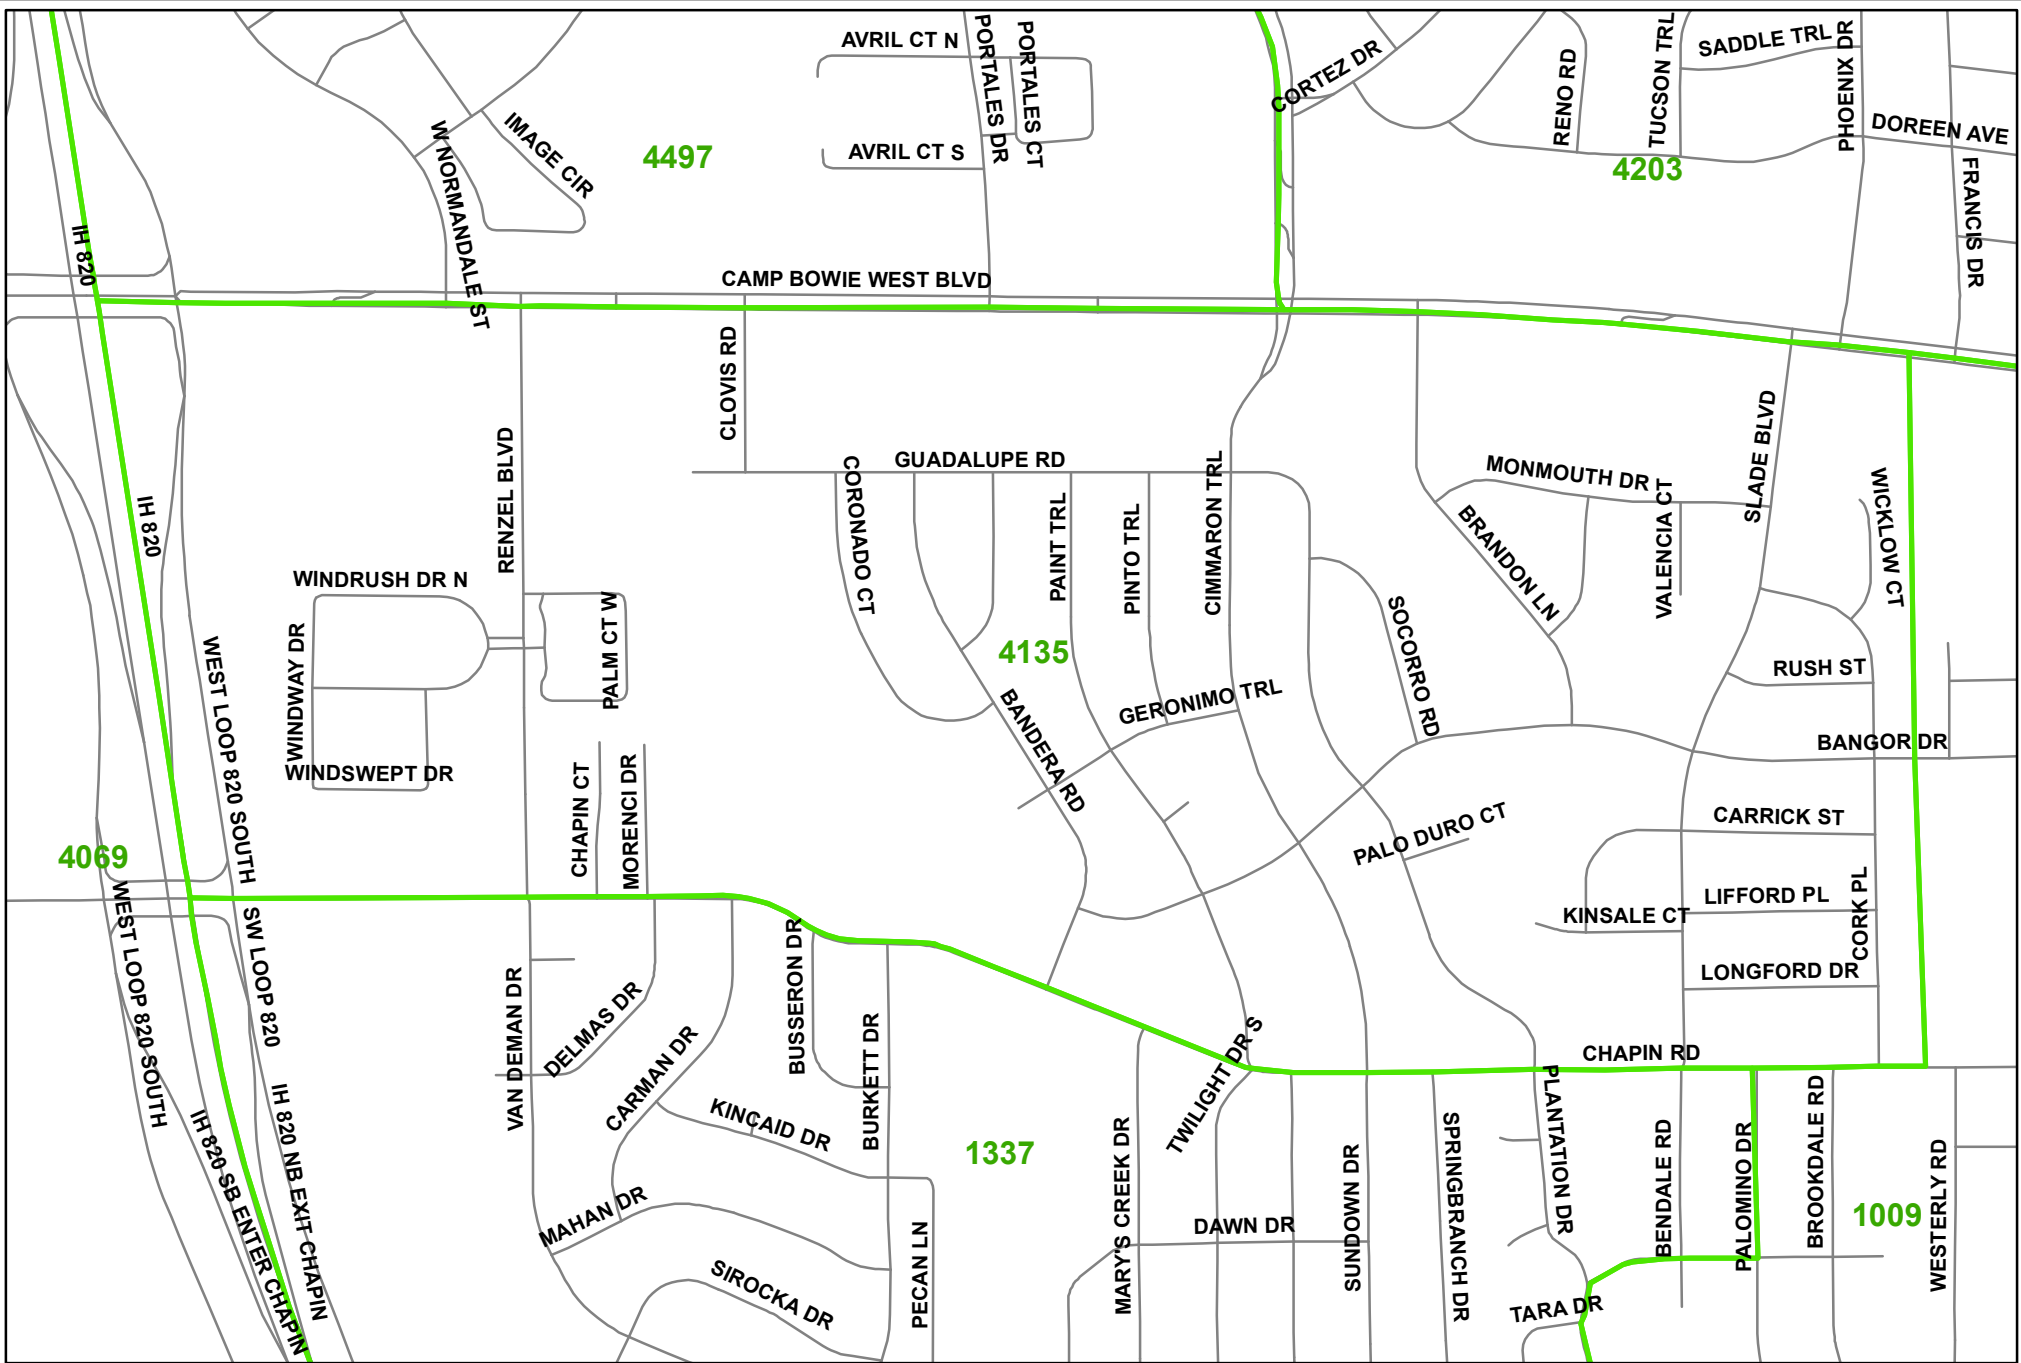 AVRIL CT N
PORTALES DR
PORTALES CT
CORTEZ DR
RENO RD
TUCSON TRL
SADDLE TRL
PHOENIX DR
DOREEN AVE
FRANCIS DR
W NORMANDALE ST
IMAGE CIR
4497
AVRIL CT S
4203
IH 820
CAMP BOWIE WEST BLVD
CLOVIS RD
RENZEL BLVD
GUADALUPE RD
CORONADO CT
PAINT TRL
PINTO TRL
CIMMARON TRL
MONMOUTH DR
SLADE BLVD
WICKLOW CT
VALENCIA CT
BRANDON LN
IH 820
WINDRUSH DR N
WINDWAY DR
PALM CT W
SOCORRO RD
4135
WEST LOOP 820 SOUTH
RUSH ST
GERONIMO TRL
BANDERA RD
BANGOR DR
WINDSWEPT DR
CHAPIN CT
MORENCI DR
CARRICK ST
PALO DURO CT
4069
LIFFORD PL
KINSALE CT
CORK PL
LONGFORD DR
WEST LOOP 820 SOUTH
SW LOOP 820
VAN DEMAN DR
DELMAS DR
CARMAN DR
BUSSERON DR
BURKETT DR
TWILIGHT DR S
CHAPIN RD
KINCAID DR
1337
MARY'S CREEK DR
SUNDOWN DR
SPRINGBRANCH DR
PLANTATION DR
BENDALE RD
PALOMINO DR
BROOKDALE RD
1009
WESTERLY RD
IH 820 SB ENTER CHAPIN
IH 820 NB EXIT CHAPIN
MAHAN DR
DAWN DR
SIROCKA DR
PECAN LN
TARA DR